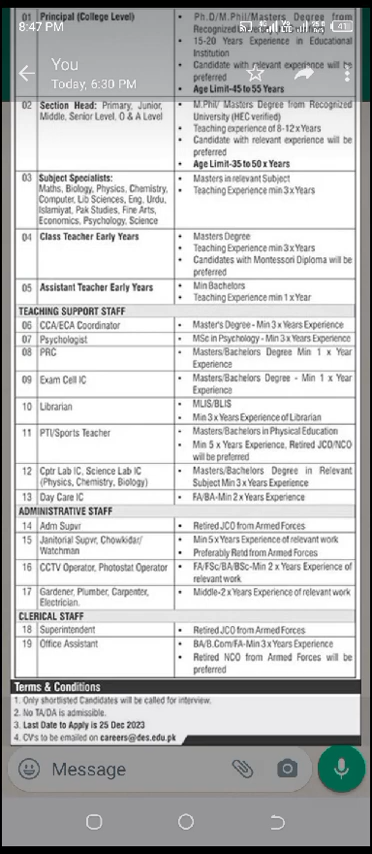 01 Principal (College Level)
• Ph.D/M.Phil/Masters Degree from
Recognized
8:47 PM
41
• 15-20 Years Experience in Educational
Institution
You
Today, 6:30 PM
• Candidate with relevant experience will be
preferred
• Age Limit-45 to 55 Years
02 Section Head: Primary, Junior,
Middle, Senior Level, O & A Level
• M.Phil/ Masters Degree from Recognized
University (HEC verified)
• Teaching experience of 8-12 x Years
• Candidate with relevant experience will be
preferred
• Age Limit-35 to 50 x Years
03 Subject Specialists:
Maths, Biology, Physics, Chemistry,
Computer, Lib Sciences, Eng, Urdu,
Islamiyat, Pak Studies, Fine Arts,
Economics, Psychology, Science
• Masters in relevant Subject
• Teaching Experience min 3 x Years
04 Class Teacher Early Years
• Masters Degree
• Teaching Experience min 3 x Years
• Candidates with Montessori Diploma will be
preferred
05 Assistant Teacher Early Years
• Min Bachelors
• Teaching Experience min 1 x Year
TEACHING SUPPORT STAFF
06 CCA/ECA Coordinator
• Master's Degree - Min 3 x Years Experience
07 Psychologist
• MSc in Psychology - Min 3 x Years Experience
08 PRC
• Masters/Bachelors Degree Min 1 x Year
Experience
09 Exam Cell IC
• Masters/Bachelors Degree - Min 1 x Year
Experience
10 Librarian
• MLIS/BLIS
• Min 3 x Years Experience of Librarian
11 PTI/Sports Teacher
• Masters/Bachelors in Physical Education
• Min 5 x Years Experience, Retired JCO/NCO
will be preferred
12 Cptr Lab IC, Science Lab IC
(Physics, Chemistry, Biology)
• Masters/Bachelors Degree in Relevant
Subject Min 3 x Years Experience
13 Day Care IC
• FA/BA-Min 2 x Years Experience
ADMINISTRATIVE STAFF
14 Adm Supvr
• Retired JCO from Armed Forces
15 Janitorial Supvr, Chowkidar/
Watchman
• Min 5 x Years Experience of relevant work
• Preferably Retd from Armed Forces
16 CCTV Operator, Photostat Operator
• FA/FSc/BA/BSc-Min 2 x Years Experience of
relevant work
17 Gardener, Plumber, Carpenter,
Electrician.
• Middle-2 x Years Experience of relevant work
CLERICAL STAFF
18 Superintendent
• Retired JCO from Armed Forces
19 Office Assistant
• BA/B.Com/FA-Min 3 x Years Experience
• Retired NCO from Armed Forces will be
preferred
Terms & Conditions
1. Only shortlisted Candidates will be called for interview.
2. No TA/DA is admissible.
3. Last Date to Apply is 25 Dec 2023
4. CV's to be emailed on careers@des.edu.pk
Message